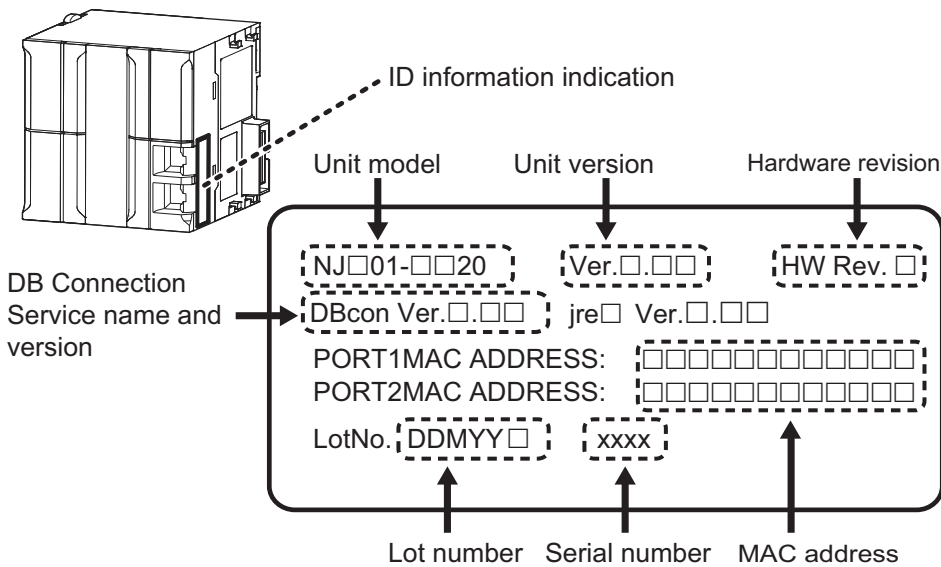 ID information indication
Unit model
Unit version
Hardware revision
NJ□01-□□20
Ver.□.□□
HW Rev. □
DB Connection
Service name and
version
DBcon Ver.□.□□
jre□ Ver.□.□□
PORT1MAC ADDRESS: □□□□□□□□□□□□
PORT2MAC ADDRESS: □□□□□□□□□□□□
LotNo. DDMYY□ xxxx
Lot number
Serial number
MAC address